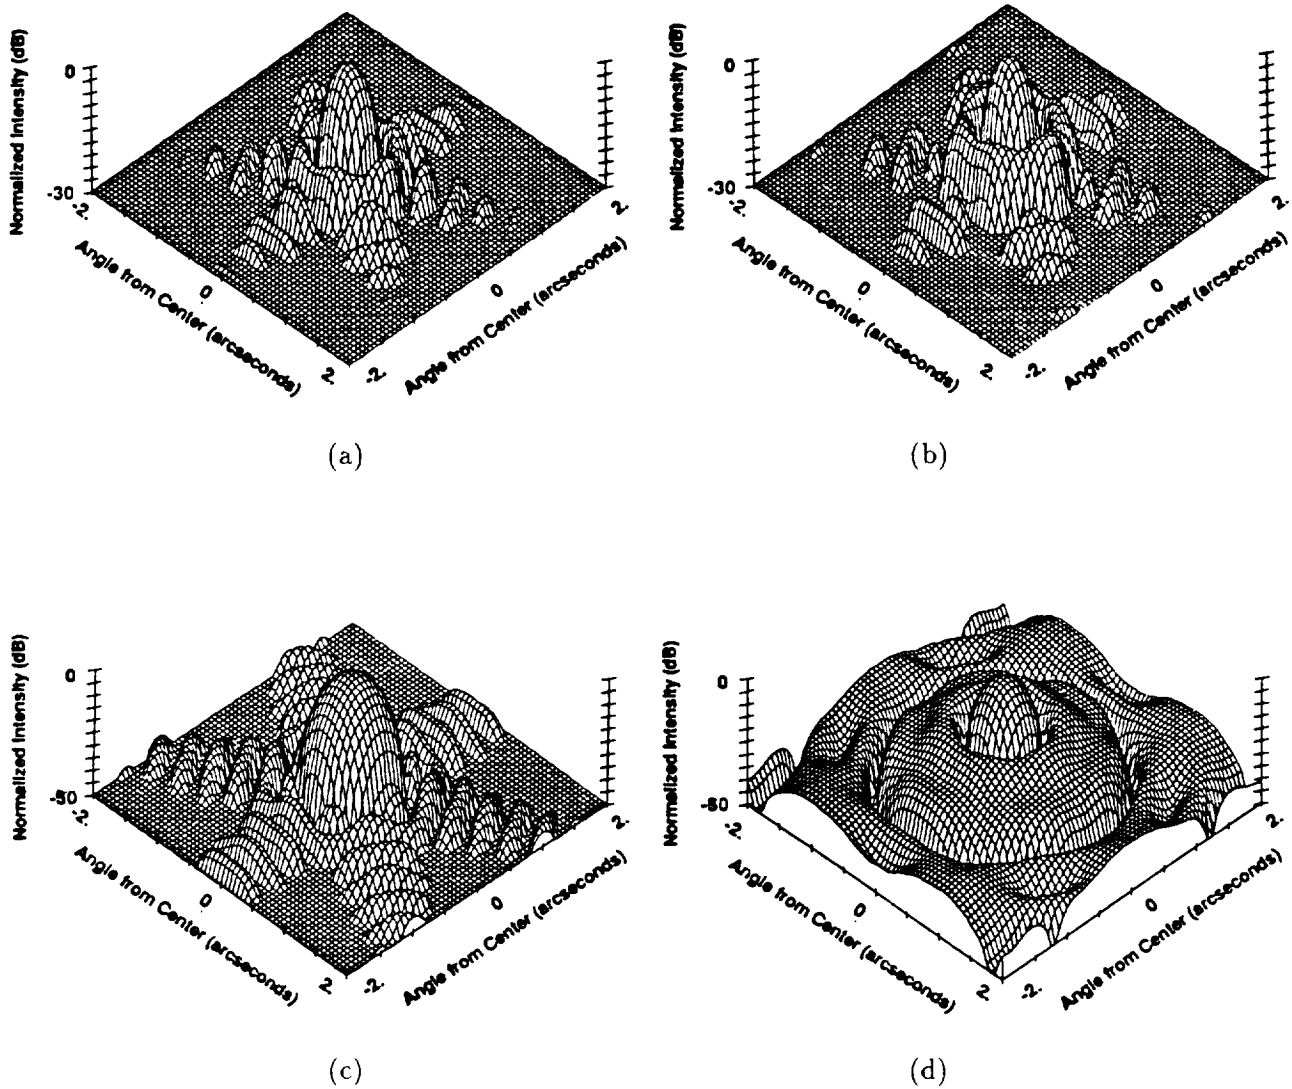 Normalized Intensity (dB)
0
-30
-2.
0
2.
Angle from Center (arcseconds)
-2.
0
2.
Angle from Center (arcseconds)
(a)
Normalized Intensity (dB)
0
-30
-2.
0
2.
Angle from Center (arcseconds)
-2.
0
2.
Angle from Center (arcseconds)
(b)
Normalized Intensity (dB)
0
-50
-2.
0
2.
Angle from Center (arcseconds)
-2.
0
2.
Angle from Center (arcseconds)
(c)
Normalized Intensity (dB)
0
-2.
0
2.
Angle from Center (arcseconds)
-2.
0
2.
Angle from Center (arcseconds)
(d)